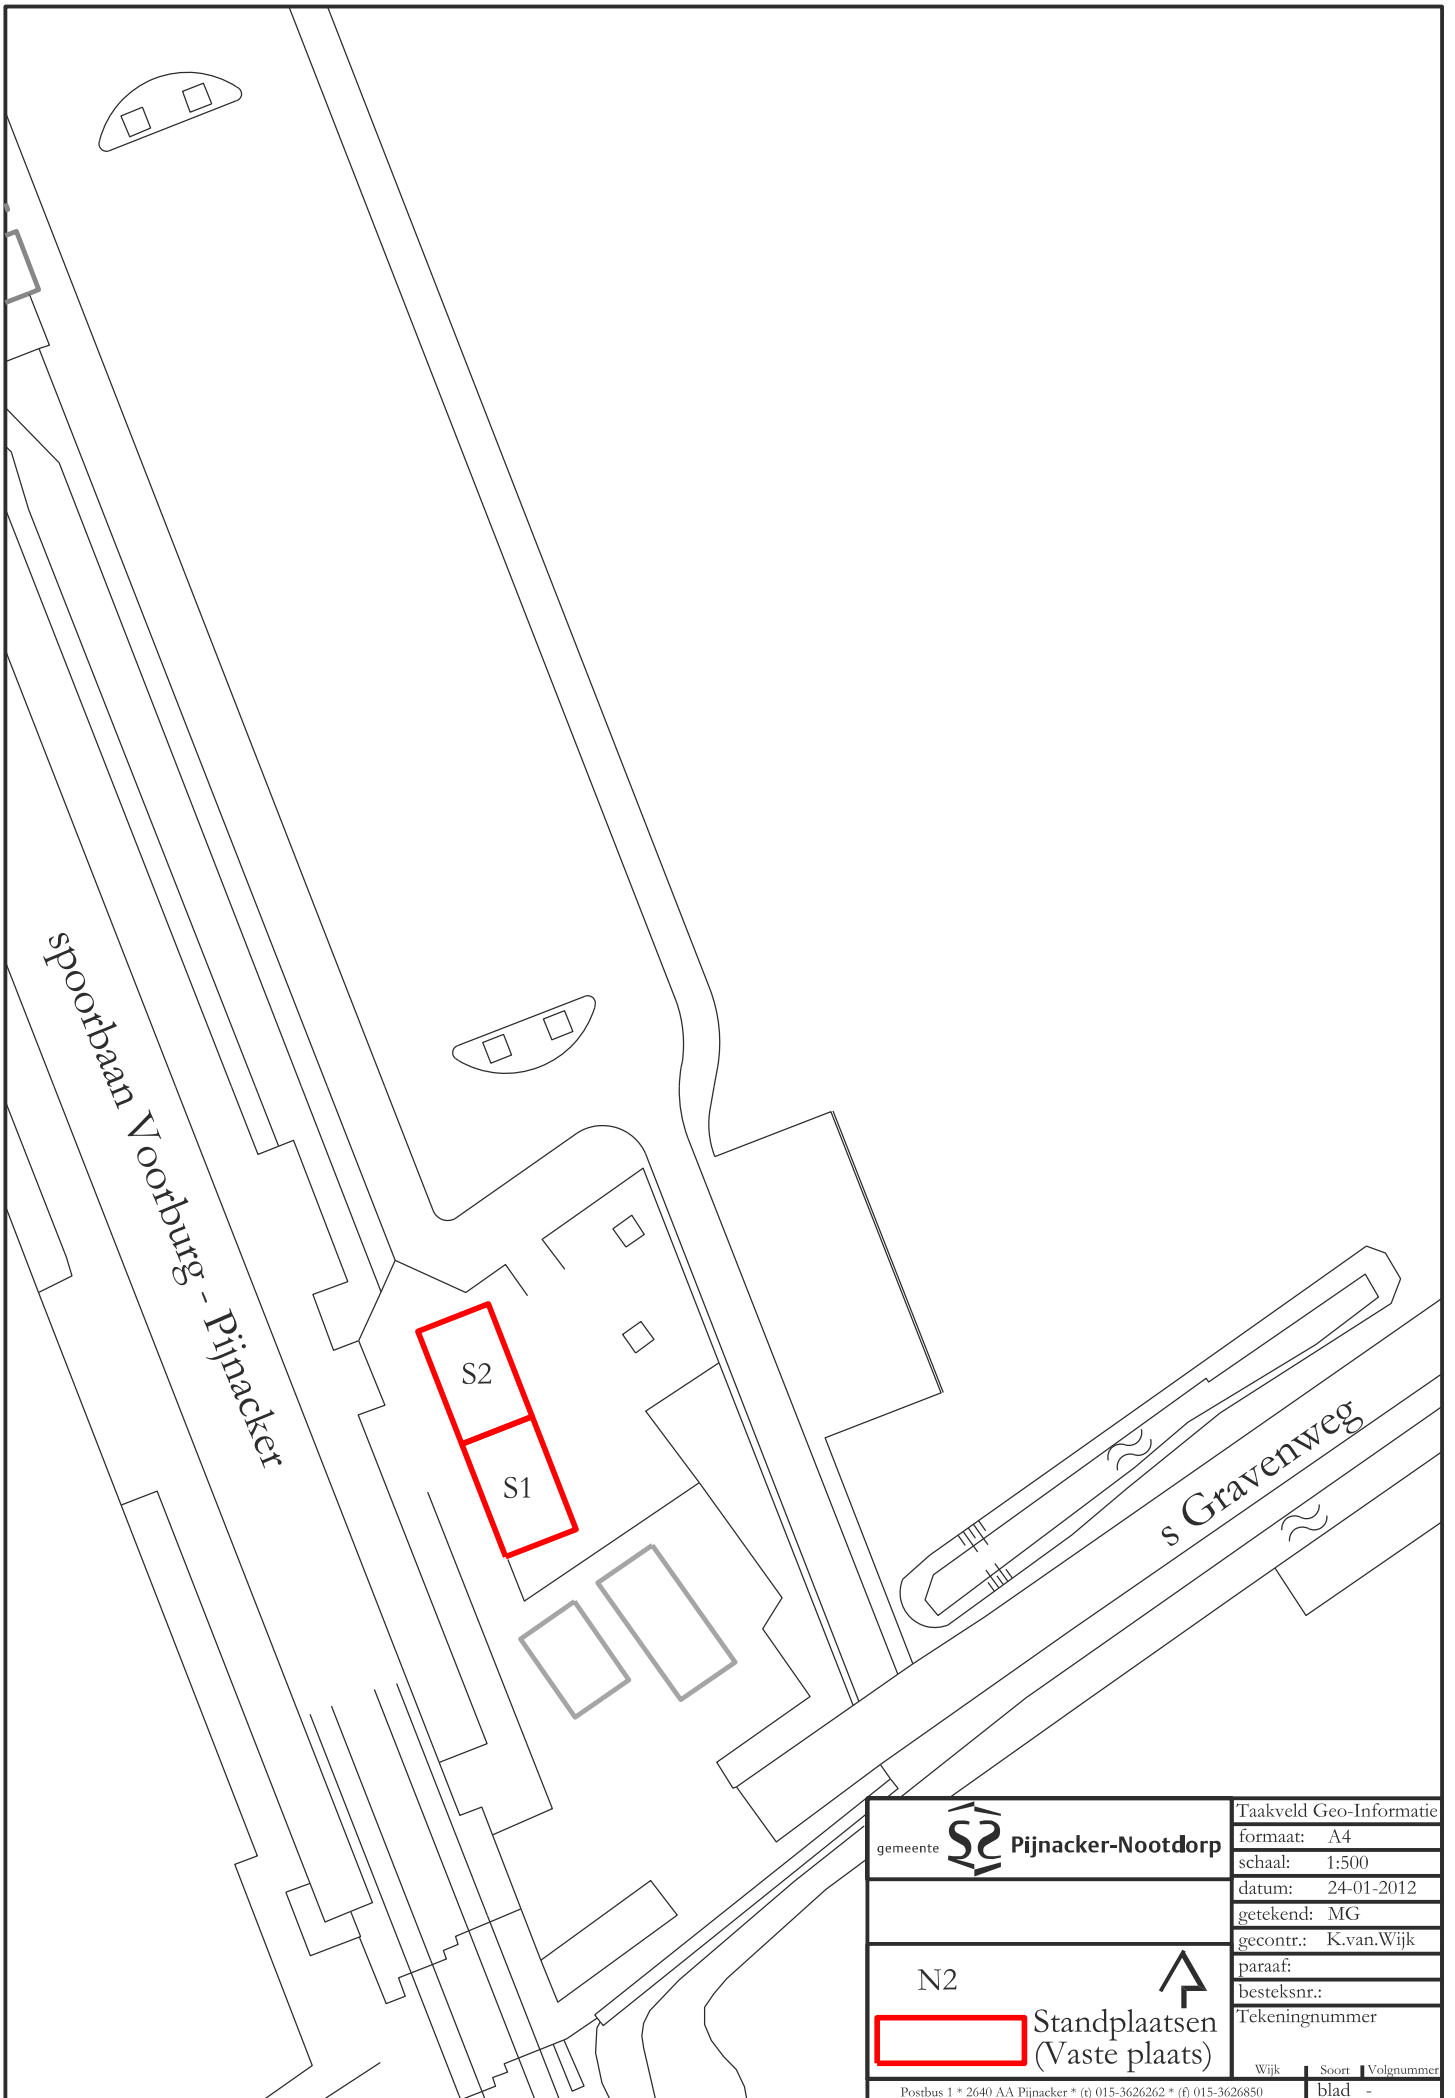 spoorbaan Voorburg - Pijnacker
S2
S1
s Gravenweg
gemeente Pijnacker-Nootdorp
Taakveld Geo-Informatie
formaat: A4
schaal: 1:500
datum: 24-01-2012
getekend: MG
gecontr.: K.van.Wijk
paraaf:
besteksnr.:
Tekeningnummer
N2
Standplaatsen
(Vaste plaats)
Wijk Soort Volgnummer
blad -
Postbus 1 * 2640 AA Pijnacker * (t) 015-3626262 * (f) 015-3626850